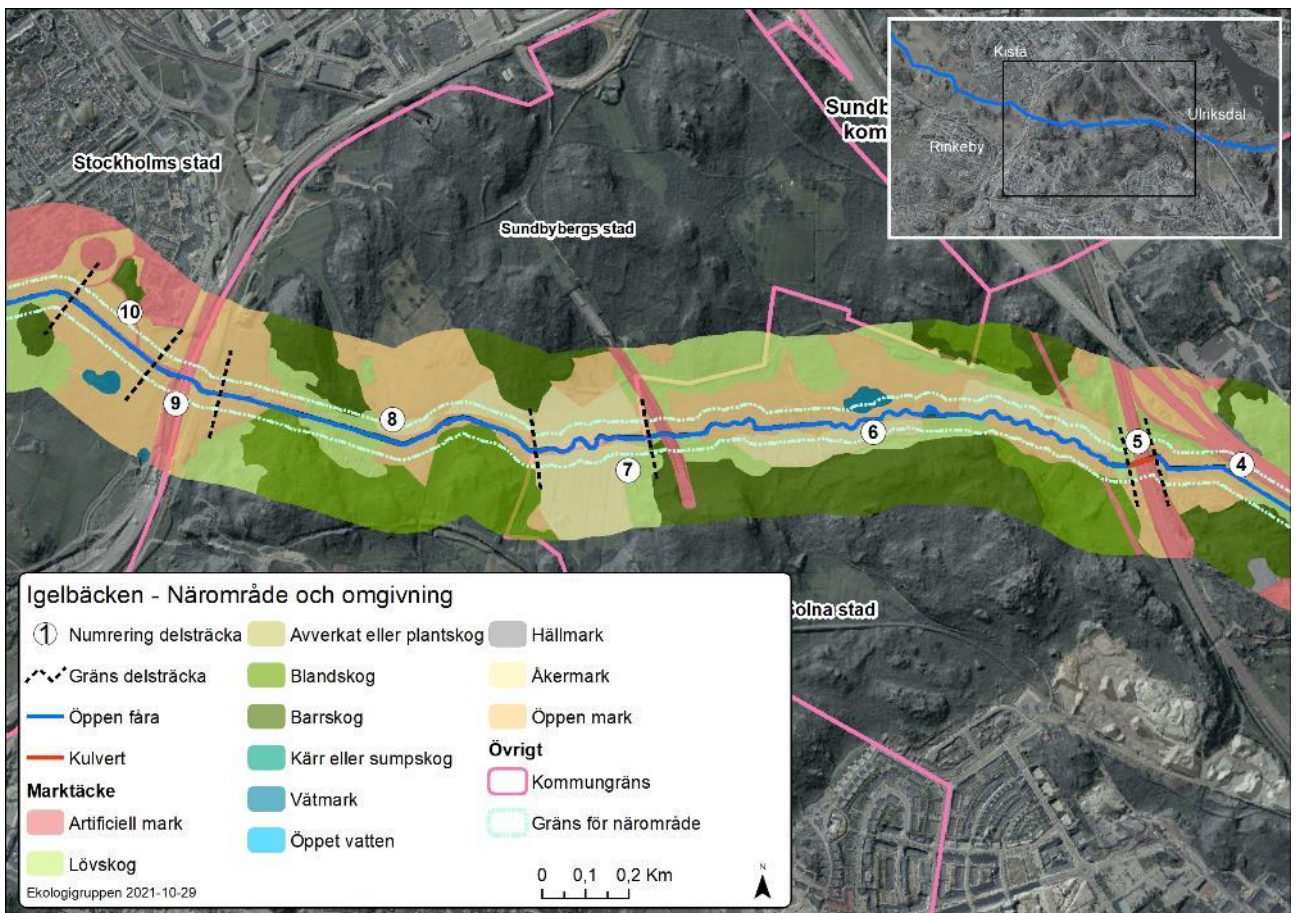 Kista
Ulriksdal
Rinkeby
Stockholms stad
Sundb
kom
Sundbybergs stad
10
9
8
7
6
5
4
Solna stad
Igelbäcken - Närområde och omgivning
1 Numrering delsträcka
Gräns delsträcka
Öppen fåra
Kulvert
Marktäcke
Artificiell mark
Lövskog
Avverkat eller plantskog
Blandskog
Barrskog
Kärr eller sumpskog
Våtmark
Öppet vatten
Hällmark
Åkermark
Öppen mark
Övrigt
Kommungräns
Gräns för närområde
0 0,1 0,2 Km
N
Ekologigruppen 2021-10-29